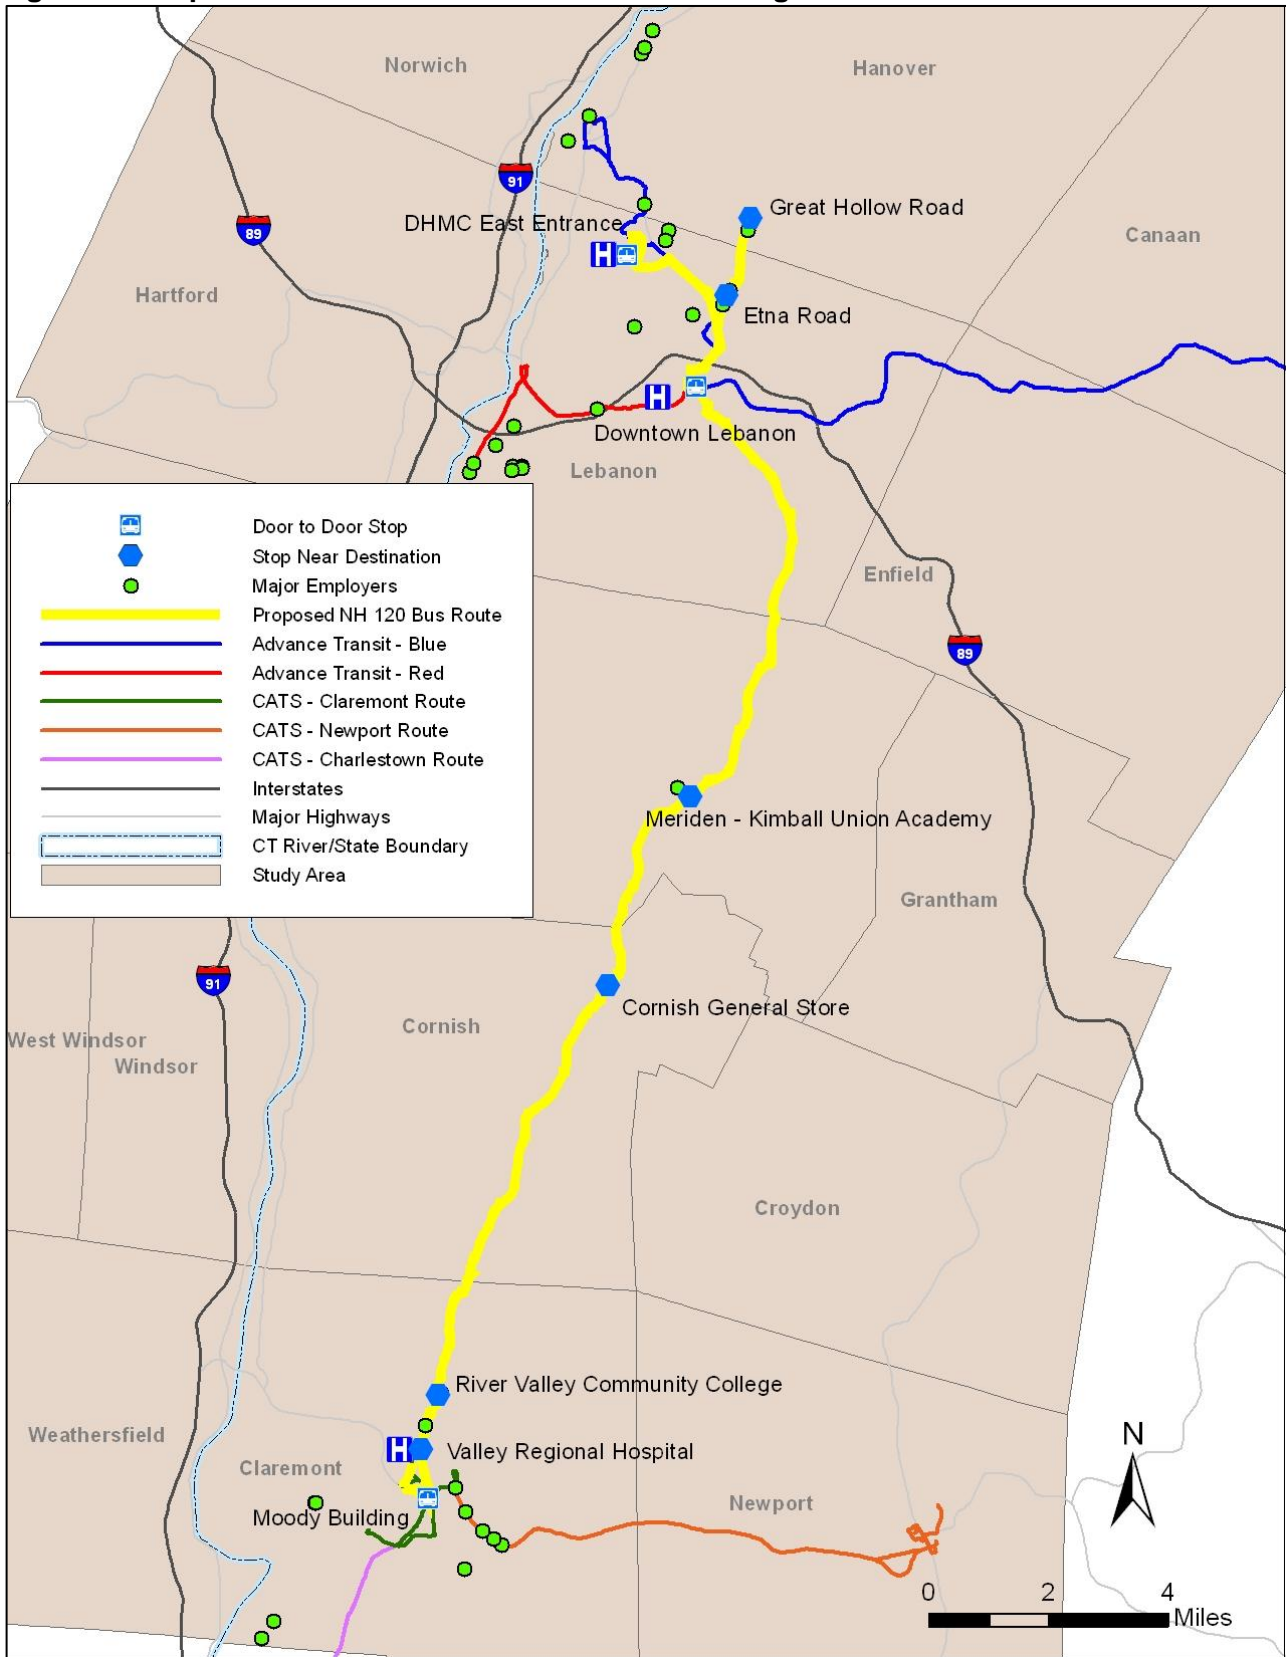 Norwich
Hanover
91
Great Hollow Road
DHMC East Entrance
89
Canaan
H
Hartford
Etna Road
H
Downtown Lebanon
Lebanon
Door to Door Stop
Stop Near Destination
Major Employers
Proposed NH 120 Bus Route
Advance Transit - Blue
Advance Transit - Red
CATS - Claremont Route
CATS - Newport Route
CATS - Charlestown Route
Interstates
Major Highways
CT River/State Boundary
Study Area
Enfield
89
Meriden - Kimball Union Academy
Grantham
91
Cornish General Store
Cornish
West Windsor
Windsor
Croydon
River Valley Community College
Weathersfield
H
Valley Regional Hospital
Claremont
Newport
Moody Building
N
0 2 4
Miles